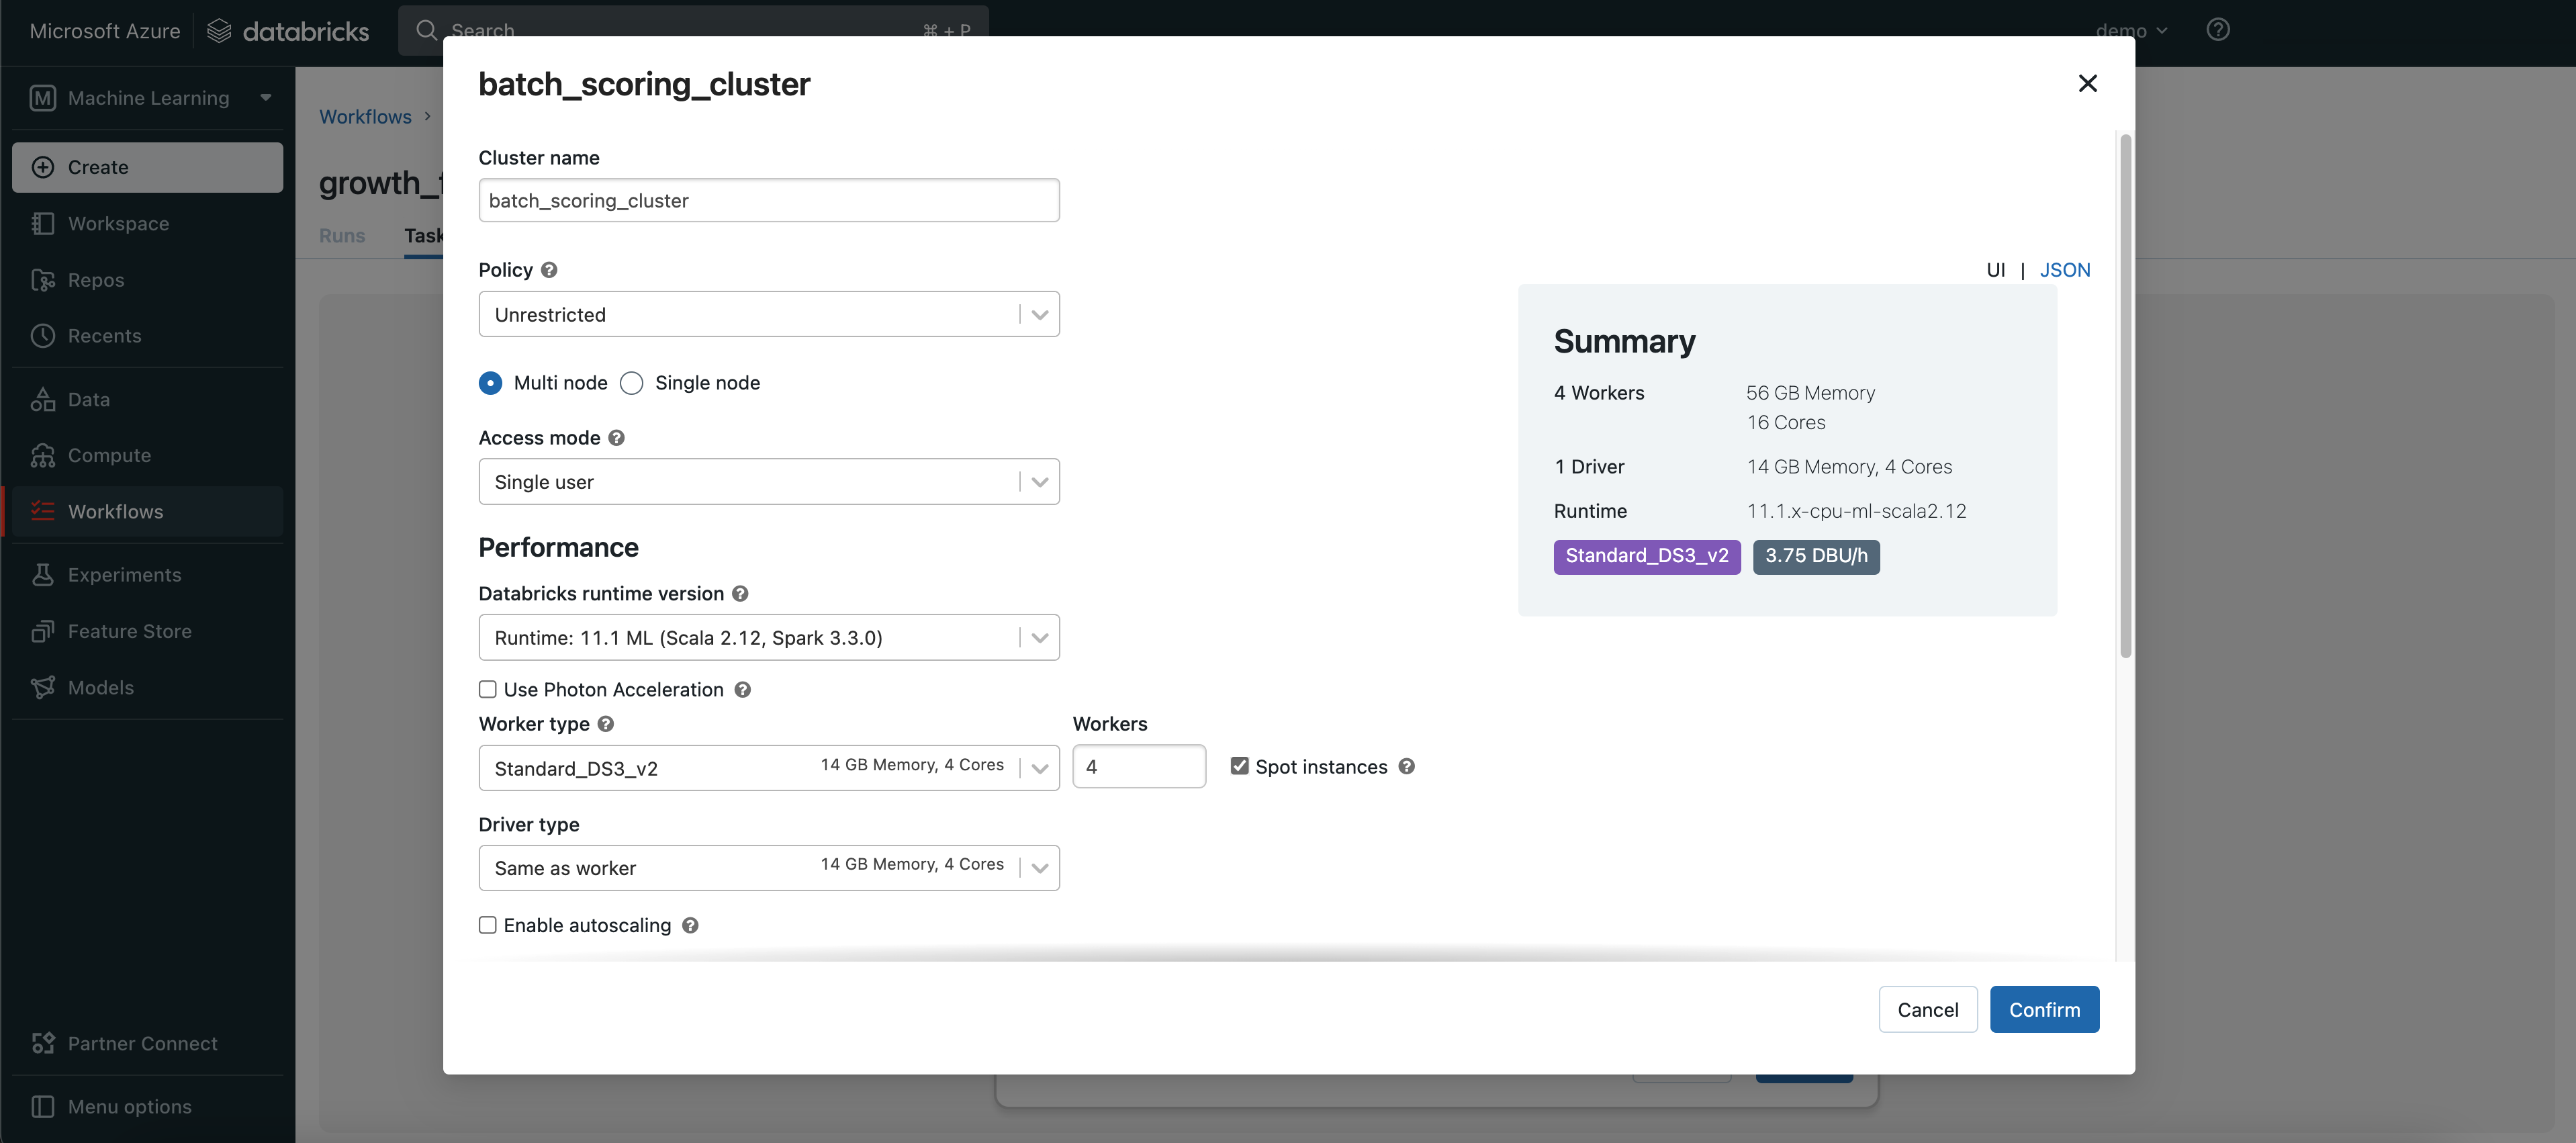 Microsoft Azure
databricks
Search
⌘ + P
demo
Machine Learning
Create
Workspace
Repos
Recents
Data
Compute
Workflows
Experiments
Feature Store
Models
Partner Connect
Menu options
Workflows >
growth_
Runs
Task
batch_scoring_cluster
Cluster name
batch_scoring_cluster
Policy
Unrestricted
Multi node
Single node
Access mode
Single user
Performance
Databricks runtime version
Runtime: 11.1 ML (Scala 2.12, Spark 3.3.0)
Use Photon Acceleration
Worker type
Workers
Standard_DS3_v2 14 GB Memory, 4 Cores
4
Spot instances
Driver type
Same as worker 14 GB Memory, 4 Cores
Enable autoscaling
UI | JSON
Summary
4 Workers 56 GB Memory
16 Cores
1 Driver 14 GB Memory, 4 Cores
Runtime 11.1.x-cpu-ml-scala2.12
Standard_DS3_v2 3.75 DBU/h
Cancel
Confirm